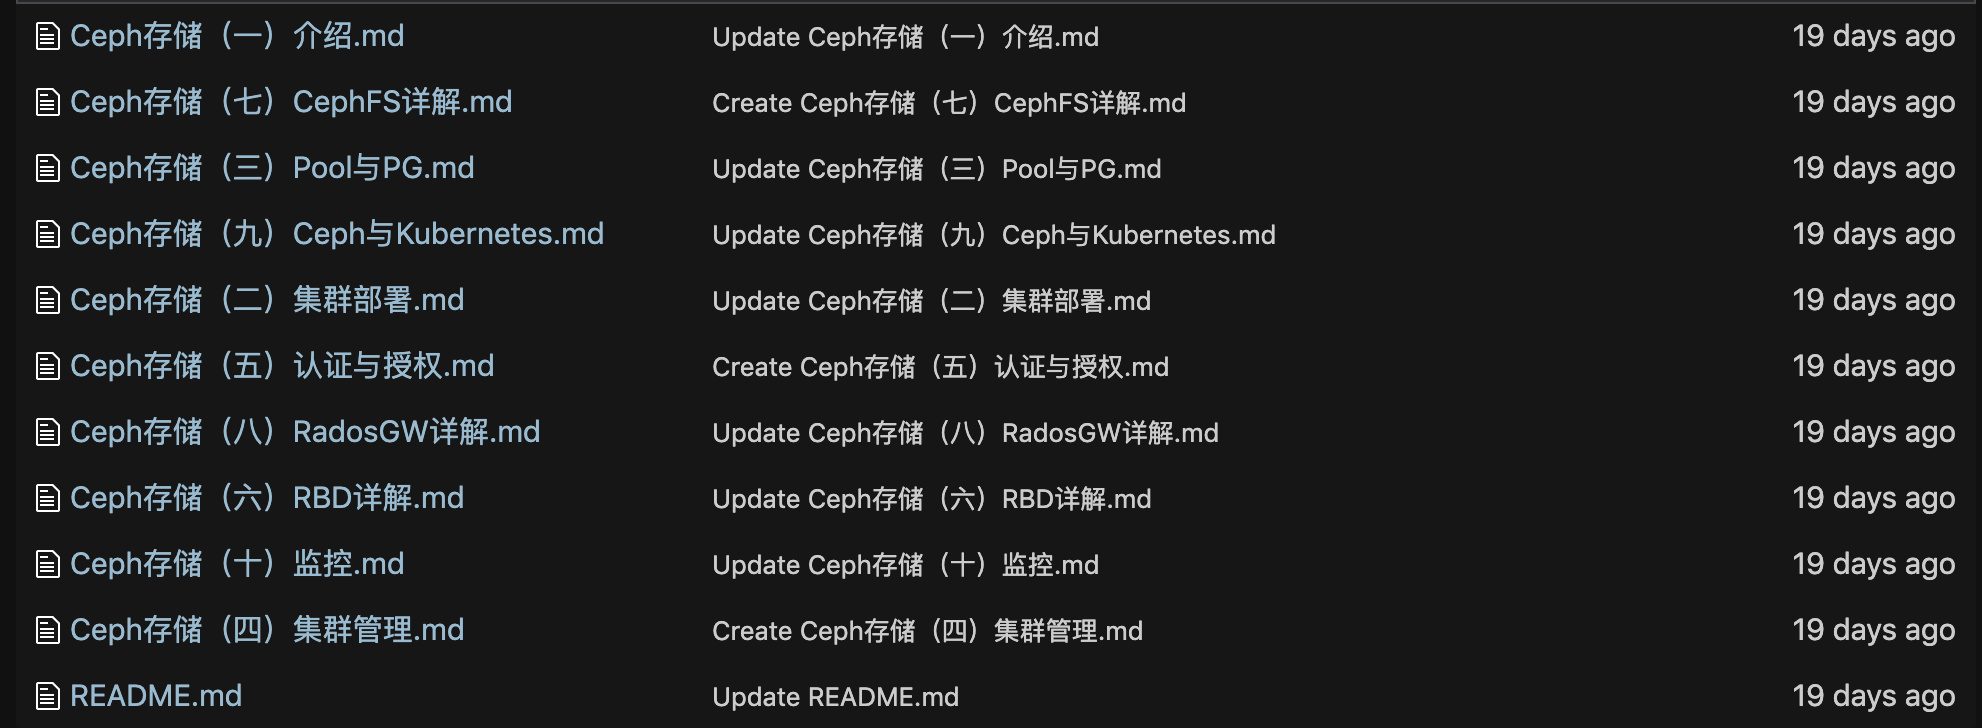 Ceph存储（一）介绍.md Update Ceph存储（一）介绍.md 19 days ago
Ceph存储（七）CephFS详解.md Create Ceph存储（七）CephFS详解.md 19 days ago
Ceph存储（三）Pool与PG.md Update Ceph存储（三）Pool与PG.md 19 days ago
Ceph存储（九）Ceph与Kubernetes.md Update Ceph存储（九）Ceph与Kubernetes.md 19 days ago
Ceph存储（二）集群部署.md Update Ceph存储（二）集群部署.md 19 days ago
Ceph存储（五）认证与授权.md Create Ceph存储（五）认证与授权.md 19 days ago
Ceph存储（八）RadosGW详解.md Update Ceph存储（八）RadosGW详解.md 19 days ago
Ceph存储（六）RBD详解.md Update Ceph存储（六）RBD详解.md 19 days ago
Ceph存储（十）监控.md Update Ceph存储（十）监控.md 19 days ago
Ceph存储（四）集群管理.md Create Ceph存储（四）集群管理.md 19 days ago
README.md Update README.md 19 days ago